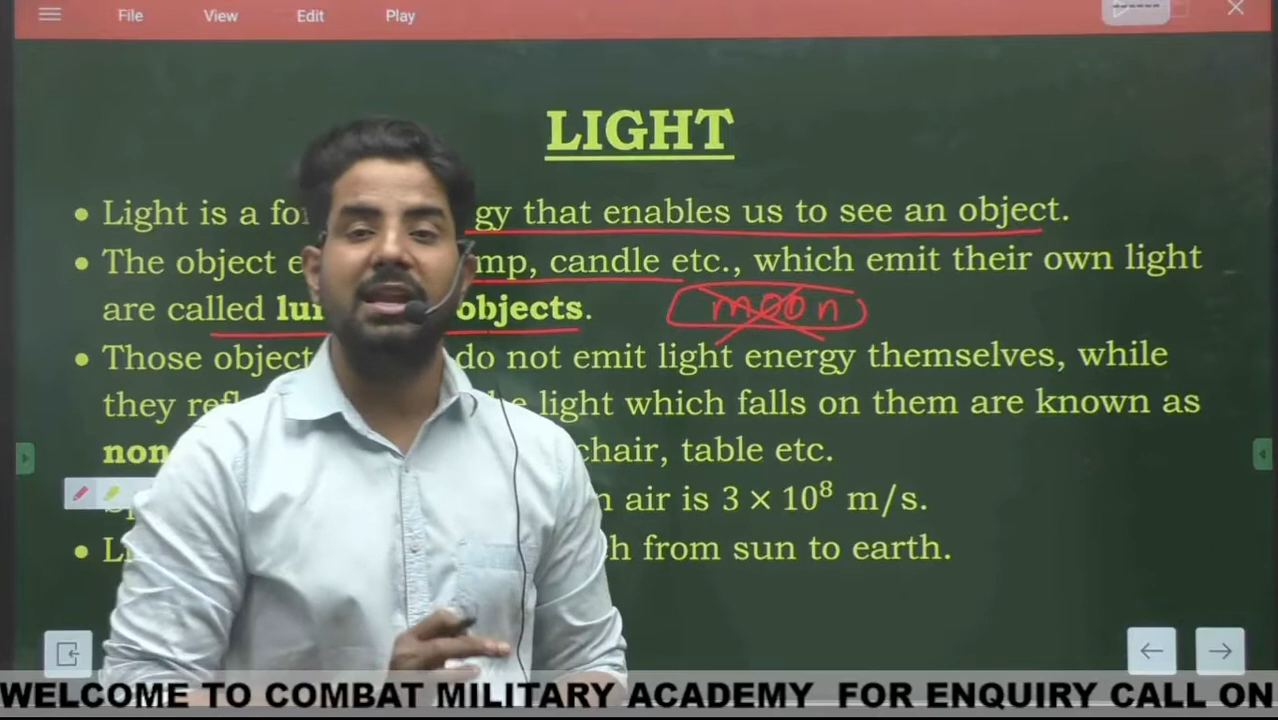 File View Edit Play
LIGHT
• Light is a fo gy that enables us to see an object.
• The object e mp, candle etc., which emit their own light
are called lu objects. moon
• Those object do not emit light energy themselves, while
they ref e light which falls on them are known as
non chair, table etc.
n air is 3 × 10⁸ m/s.
• L h from sun to earth.
WELCOME TO COMBAT MILITARY ACADEMY FOR ENQUIRY CALL ON